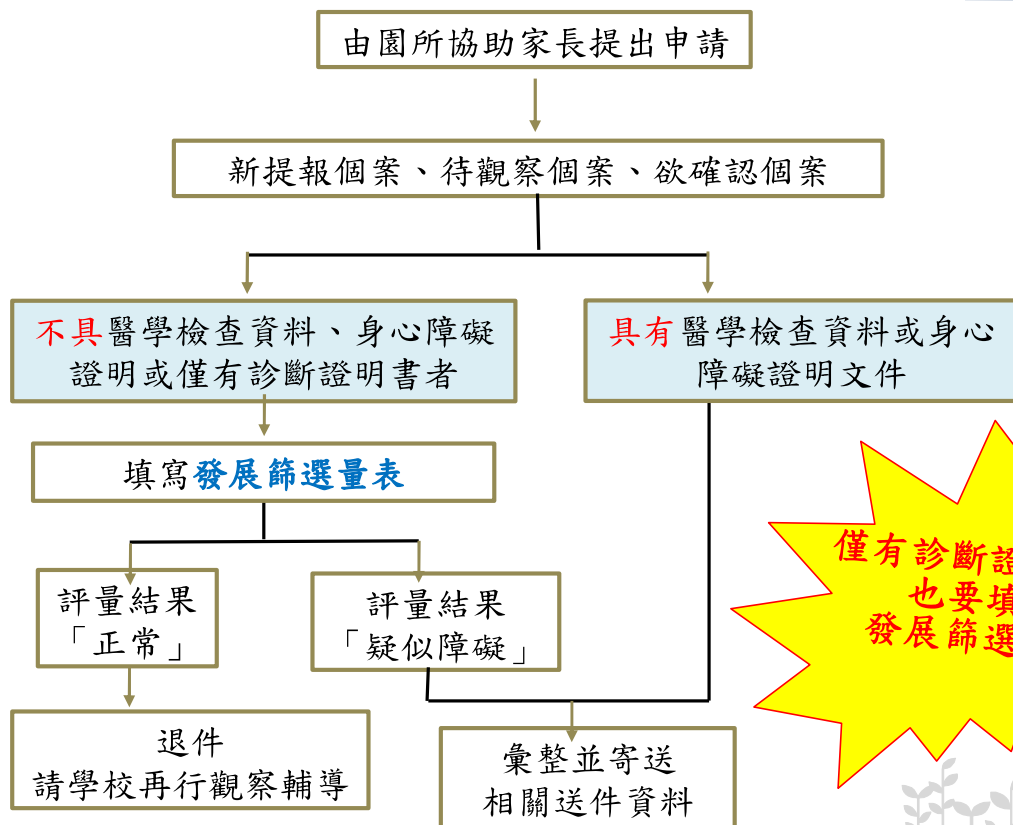 由園所協助家長提出申請
新提報個案、待觀察個案、欲確認個案
不具醫學檢查資料、身心障礙
證明或僅有診斷證明書者
具有醫學檢查資料或身心
障礙證明文件
填寫發展篩選量表
僅有診斷證
也要填
發展篩選
評量結果
「正常」
評量結果
「疑似障礙」
退件
請學校再行觀察輔導
彙整並寄送
相關送件資料